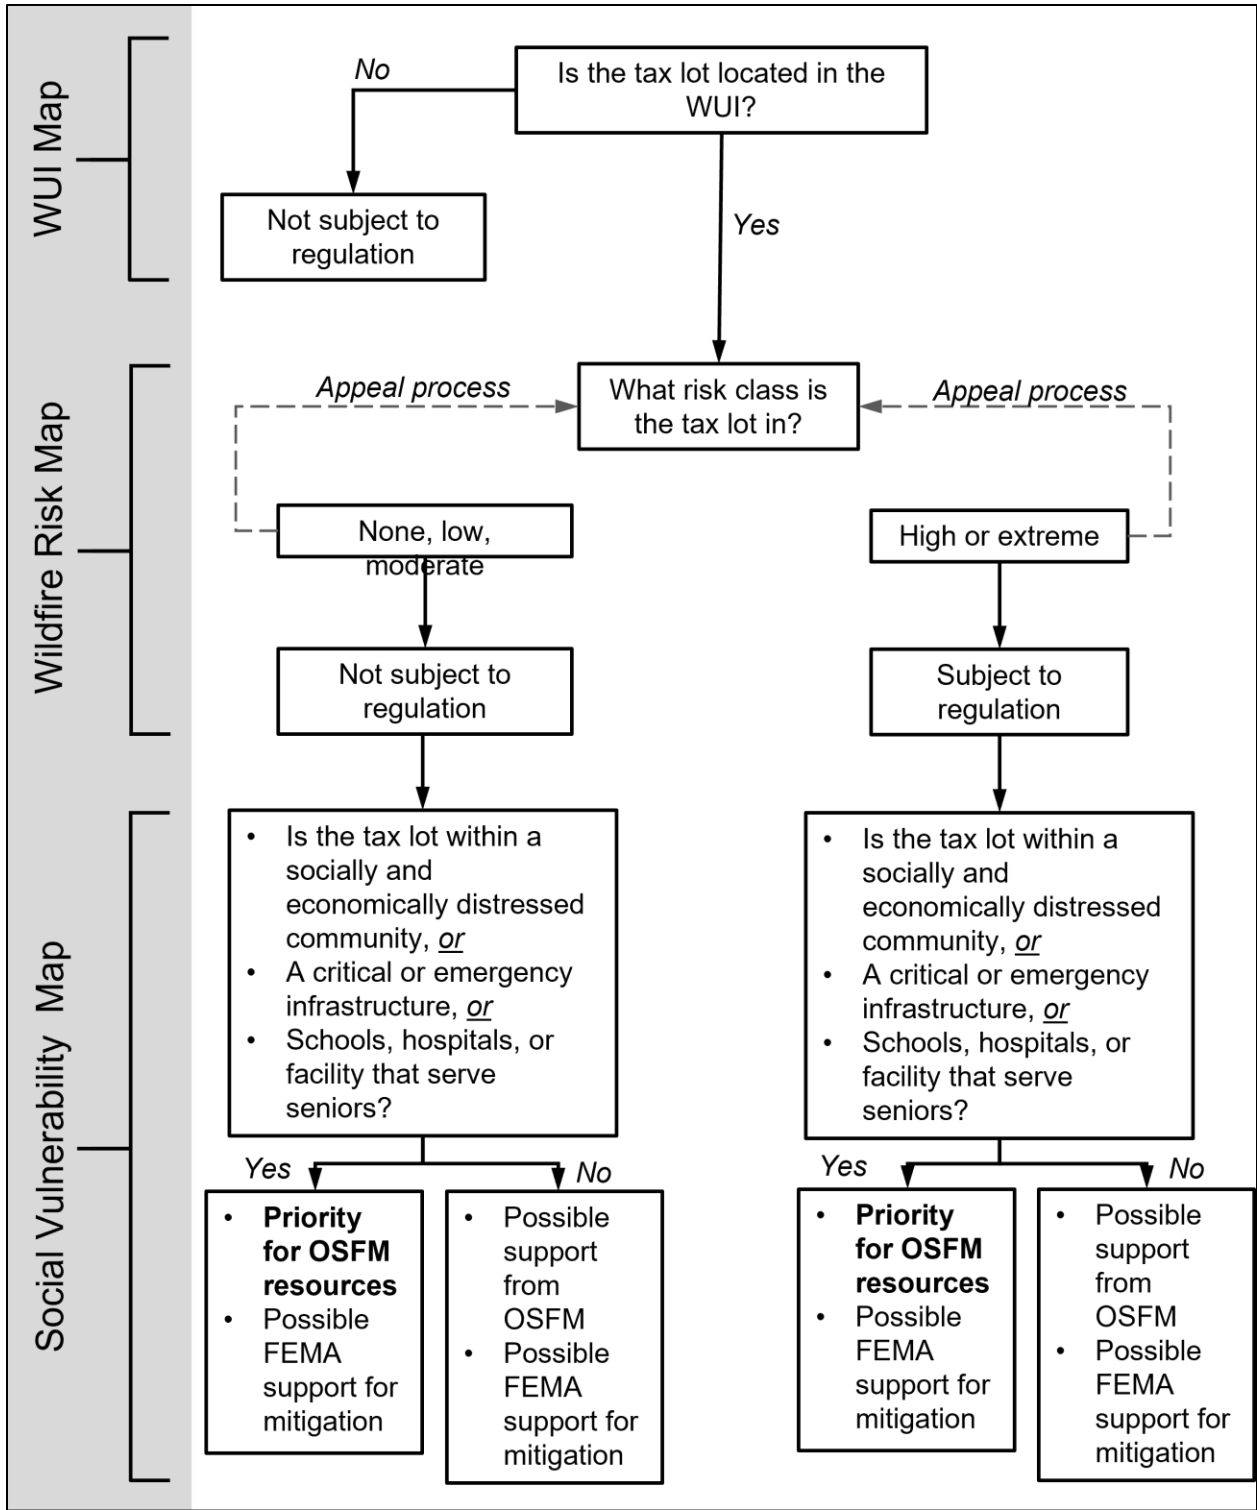 WUI Map
No
Is the tax lot located in the
WUI?
Not subject to
regulation
Yes
Wildfire Risk Map
Appeal process
What risk class is
the tax lot in?
Appeal process
None, low,
moderate
High or extreme
Not subject to
regulation
Subject to
regulation
Social Vulnerability Map
• Is the tax lot within a
socially and
economically distressed
community, or
• A critical or emergency
infrastructure, or
• Schools, hospitals, or
facility that serve
seniors?
Yes
No
• Priority
for OSFM
resources
• Possible
FEMA
support for
mitigation
• Possible
support
from
OSFM
• Possible
FEMA
support for
mitigation
• Is the tax lot within a
socially and
economically distressed
community, or
• A critical or emergency
infrastructure, or
• Schools, hospitals, or
facility that serve
seniors?
Yes
No
• Priority
for OSFM
resources
• Possible
FEMA
support for
mitigation
• Possible
support
from
OSFM
• Possible
FEMA
support for
mitigation